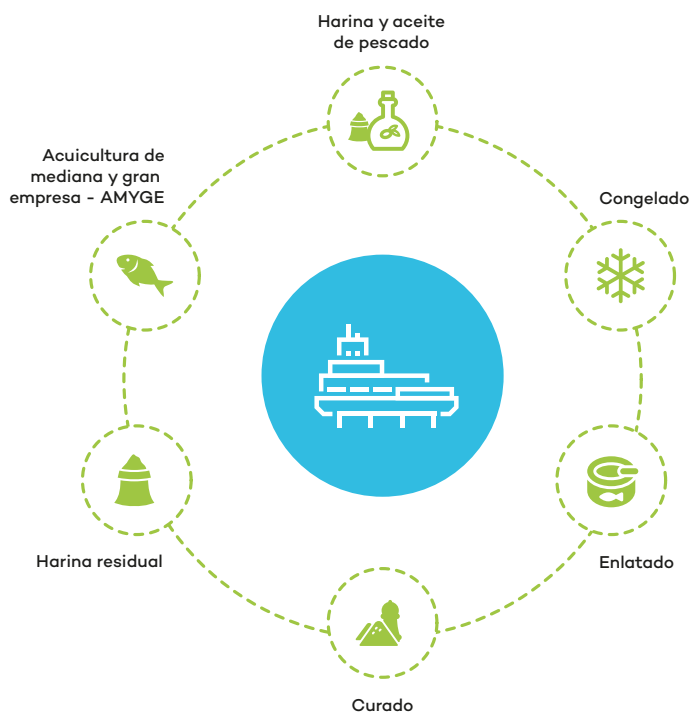 Harina y aceite
de pescado
Acuicultura de
mediana y gran
empresa - AMYGE
Congelado
Harina residual
Enlatado
Curado